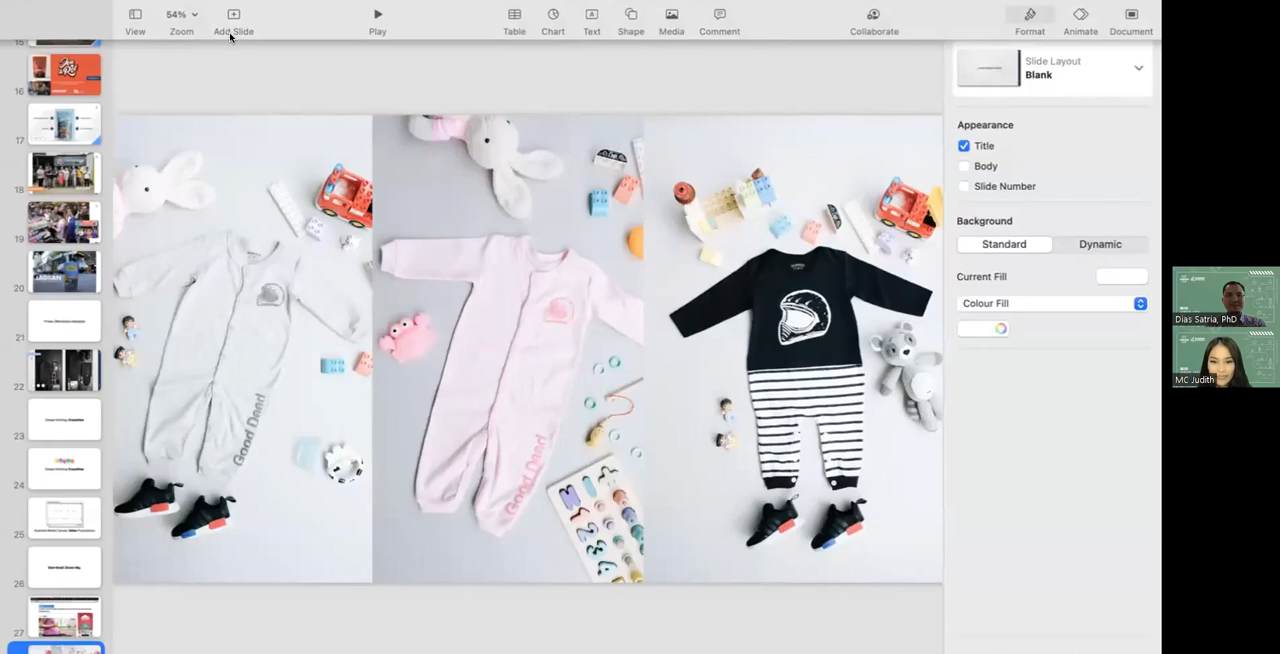 54%
View
Zoom
Add Slide
Play
Table
Chart
Text
Shape
Media
Comment
Collaborate
Format
Animate
Document
15
16
17
18
19
20
21
22
23
24
25
26
27
Good Deed
Good Deed
Slide Layout
Blank
Appearance
Title
Body
Slide Number
Background
Standard
Dynamic
Current Fill
Colour Fill
Dias Satria, PhD
MC Judith